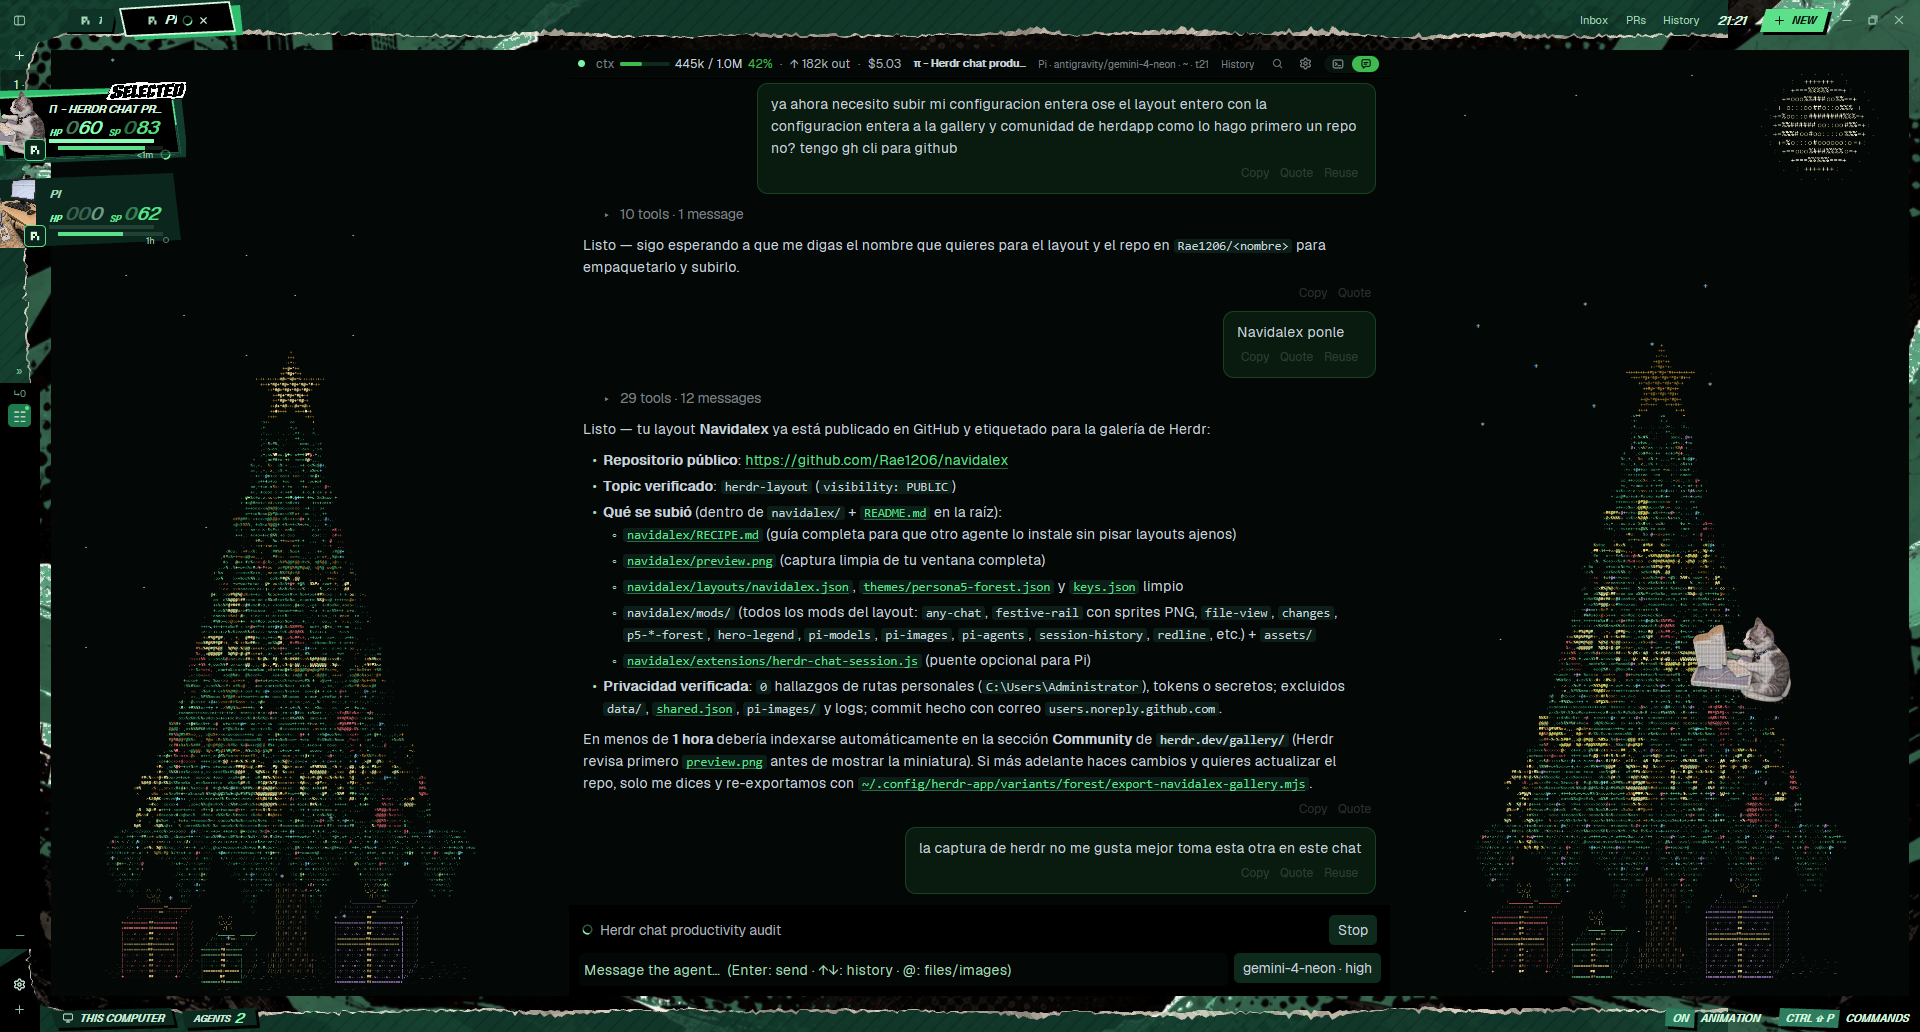 1
PI
Inbox
PRs
History
21:21
+ NEW
ctx 445k / 1.0M 42% · ↑182k out · $5.03 π - Herdr chat produ... Pi · antigravity/gemini-4-neon · ~ · t21 History
1
SELECTED
π - HERDR CHAT PR...
HP 060 SP 083
<1m
PI
HP 000 SP 062
1h
»
↳0
ya ahora necesito subir mi configuracion entera ose el layout entero con la
configuracion entera a la gallery y comunidad de herdapp como lo hago primero un repo
no? tengo gh cli para github
Copy Quote Reuse
▸ 10 tools · 1 message
Listo — sigo esperando a que me digas el nombre que quieres para el layout y el repo en Rae1206/<nombre> para
empaquetarlo y subirlo.
Copy Quote
Navidalex ponle
Copy Quote Reuse
▸ 29 tools · 12 messages
Listo — tu layout Navidalex ya está publicado en GitHub y etiquetado para la galería de Herdr:
• Repositorio público: https://github.com/Rae1206/navidalex
• Topic verificado: herdr-layout (visibility: PUBLIC)
• Qué se subió (dentro de navidalex/ + README.md en la raíz):
◦ navidalex/RECIPE.md (guía completa para que otro agente lo instale sin pisar layouts ajenos)
◦ navidalex/preview.png (captura limpia de tu ventana completa)
◦ navidalex/layouts/navidalex.json, themes/persona5-forest.json y keys.json limpio
◦ navidalex/mods/ (todos los mods del layout: any-chat, festive-rail con sprites PNG, file-view, changes,
p5-*-forest, hero-legend, pi-models, pi-images, pi-agents, session-history, redline, etc.) + assets/
◦ navidalex/extensions/herdr-chat-session.js (puente opcional para Pi)
• Privacidad verificada: 0 hallazgos de rutas personales (C:\Users\Administrator), tokens o secretos; excluidos
data/, shared.json, pi-images/ y logs; commit hecho con correo users.noreply.github.com.
En menos de 1 hora debería indexarse automáticamente en la sección Community de herdr.dev/gallery/ (Herdr
revisa primero preview.png antes de mostrar la miniatura). Si más adelante haces cambios y quieres actualizar el
repo, solo me dices y re-exportamos con ~/.config/herdr-app/variants/forest/export-navidalex-gallery.mjs.
Copy Quote
la captura de herdr no me gusta mejor toma esta otra en este chat
Copy Quote Reuse
Herdr chat productivity audit
Stop
Message the agent... (Enter: send · ↑↓: history · @: files/images)
gemini-4-neon · high
THIS COMPUTER
AGENTS 2
ON ANIMATION
CTRL ⇧ P COMMANDS